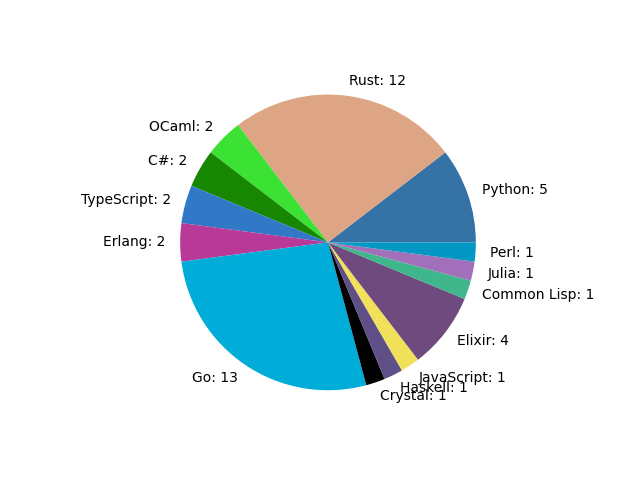 Rust: 12
OCaml: 2
C#: 2
Python: 5
TypeScript: 2
Erlang: 2
Perl: 1
Julia: 1
Common Lisp: 1
Elixir: 4
Go: 13
JavaScript: 1
Haskell: 1
Crystal: 1